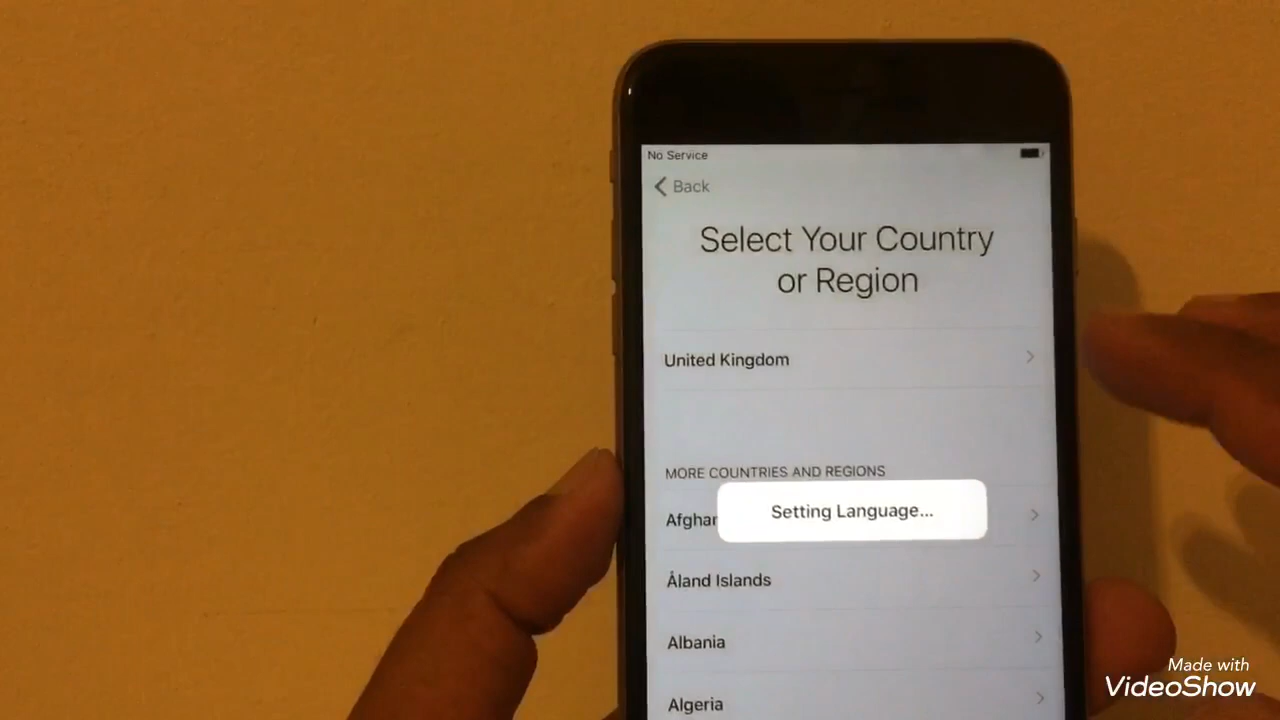 No Service
Back
Select Your Country
or Region
United Kingdom
MORE COUNTRIES AND REGIONS
Setting Language...
Åland Islands
Albania
Algeria
Made with
VideoShow